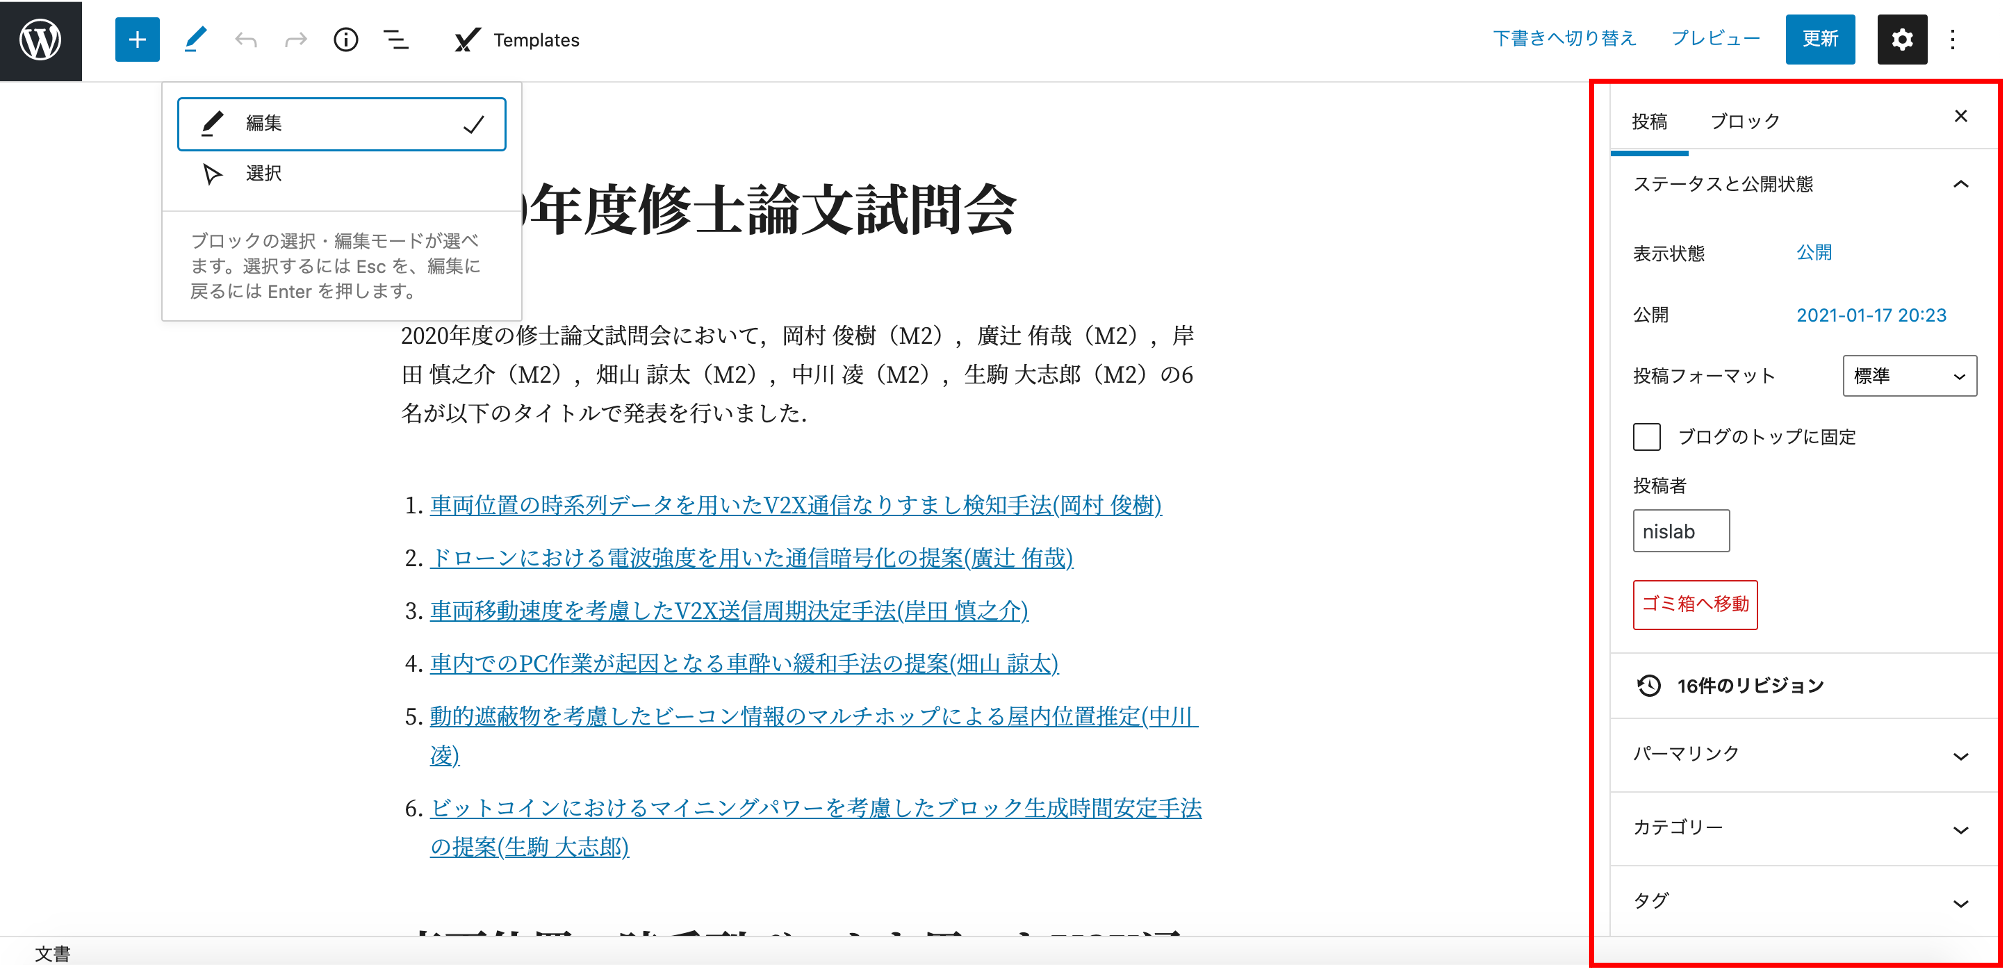 Templates
下書きへ切り替え
プレビュー
更新
編集
選択
ブロックの選択・編集モードが選べ
ます。選択するには Esc を、編集に
戻るには Enter を押します。
0年度修士論文試問会
2020年度の修士論文試問会において，岡村 俊樹（M2），廣辻 侑哉（M2），岸
田 慎之介（M2），畑山 諒太（M2），中川 凌（M2），生駒 大志郎（M2）の6
名が以下のタイトルで発表を行いました．
1. 車両位置の時系列データを用いたV2X通信なりすまし検知手法(岡村 俊樹)
2. ドローンにおける電波強度を用いた通信暗号化の提案(廣辻 侑哉)
3. 車両移動速度を考慮したV2X送信周期決定手法(岸田 慎之介)
4. 車内でのPC作業が起因となる車酔い緩和手法の提案(畑山 諒太)
5. 動的遮蔽物を考慮したビーコン情報のマルチホップによる屋内位置推定(中川
凌)
6. ビットコインにおけるマイニングパワーを考慮したブロック生成時間安定手法
の提案(生駒 大志郎)
文書
投稿
ブロック
ステータスと公開状態
表示状態
公開
公開
2021-01-17 20:23
投稿フォーマット
標準
ブログのトップに固定
投稿者
nislab
ゴミ箱へ移動
16件のリビジョン
パーマリンク
カテゴリー
タグ